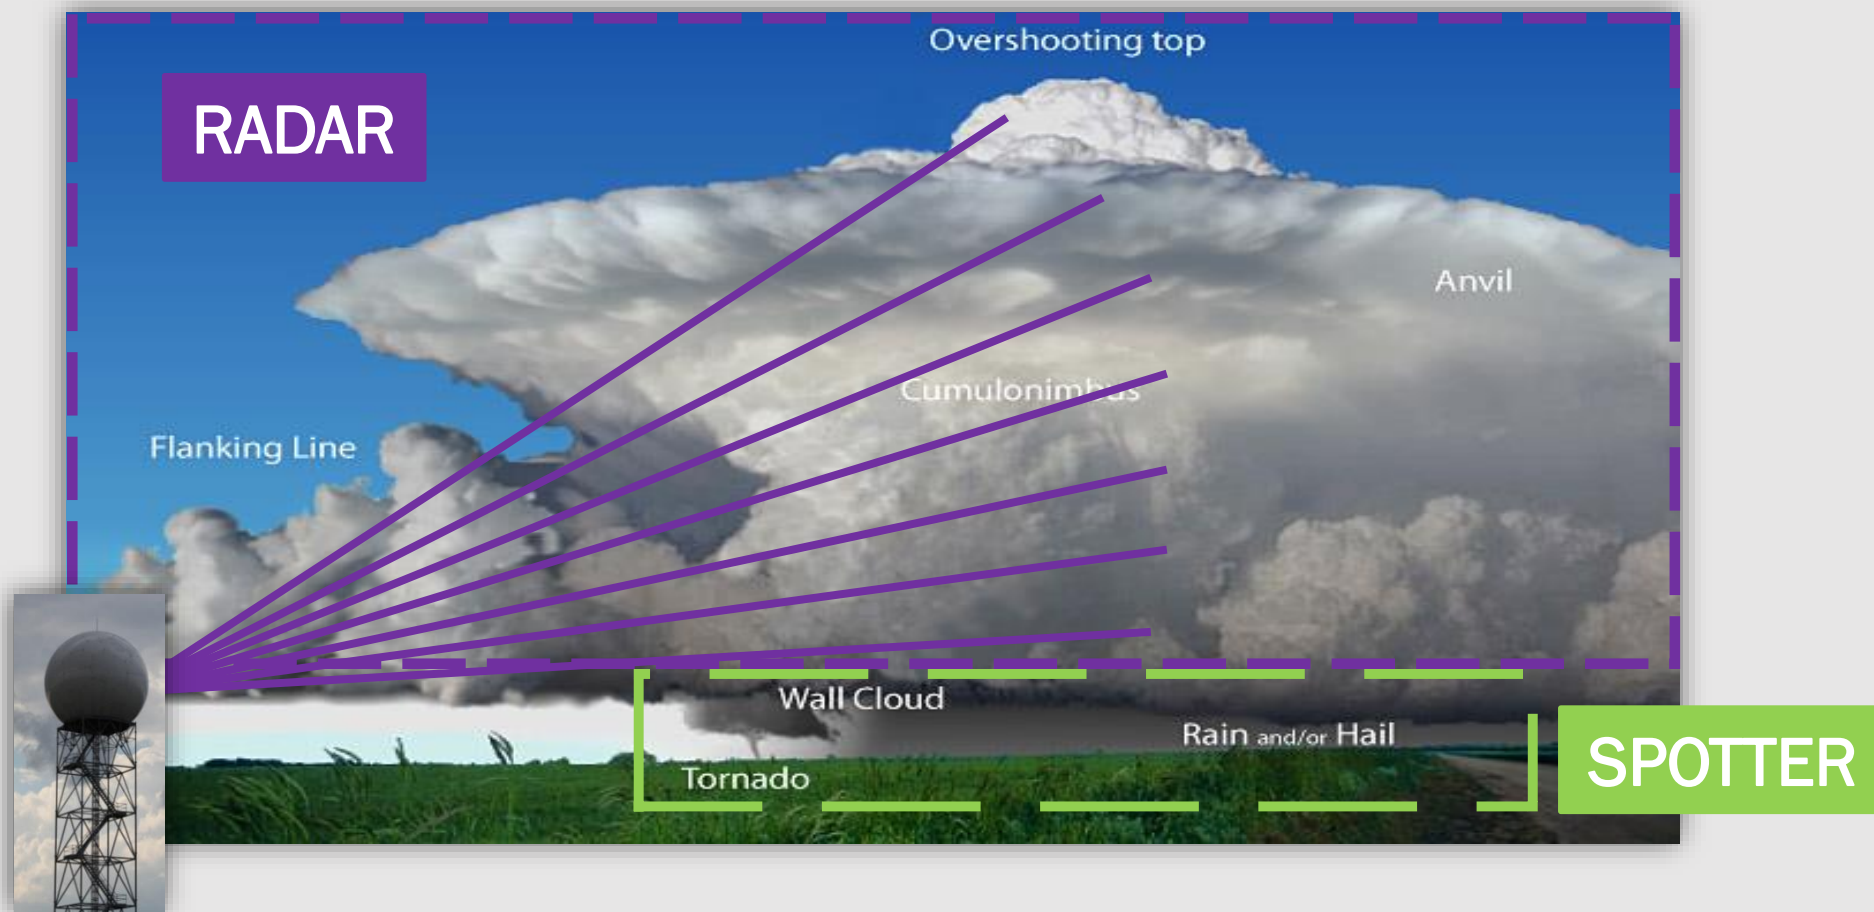 Overshooting top
RADAR
Anvil
Cumulonimbus
Flanking Line
Wall Cloud
Rain and/or Hail
SPOTTER
Tornado